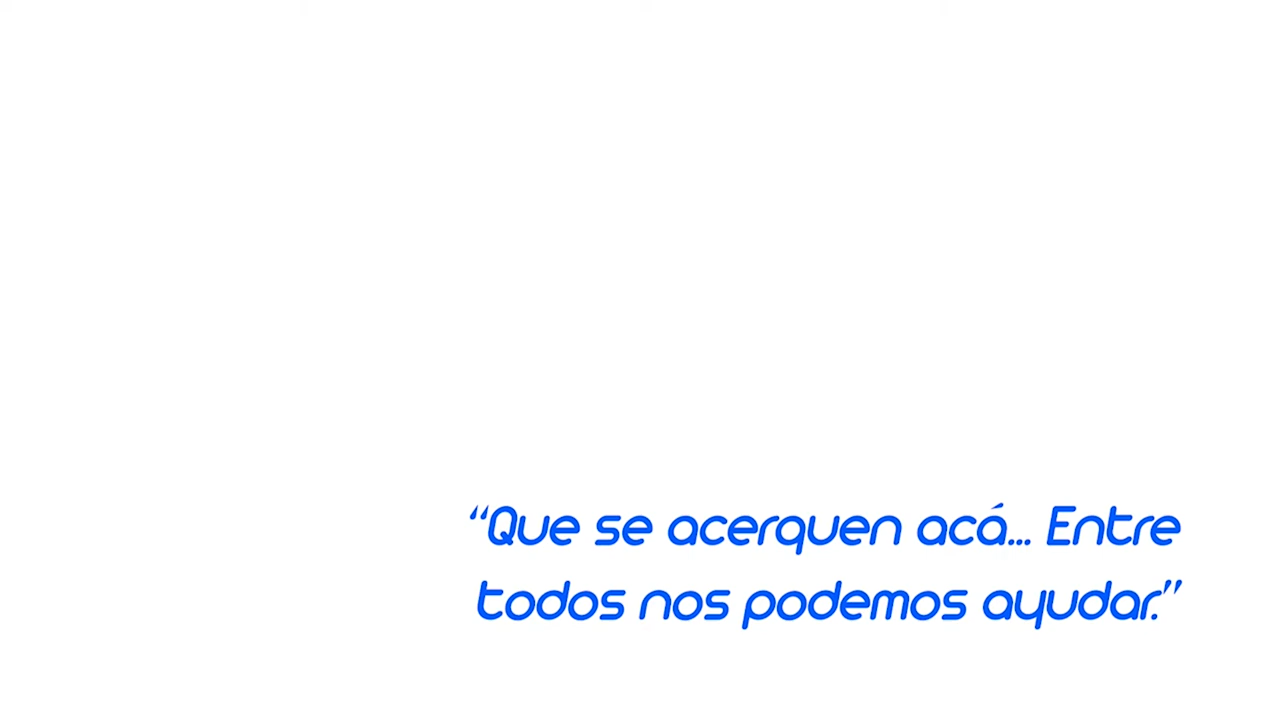 “Que se acerquen acá... Entre
todos nos podemos ayudar.”